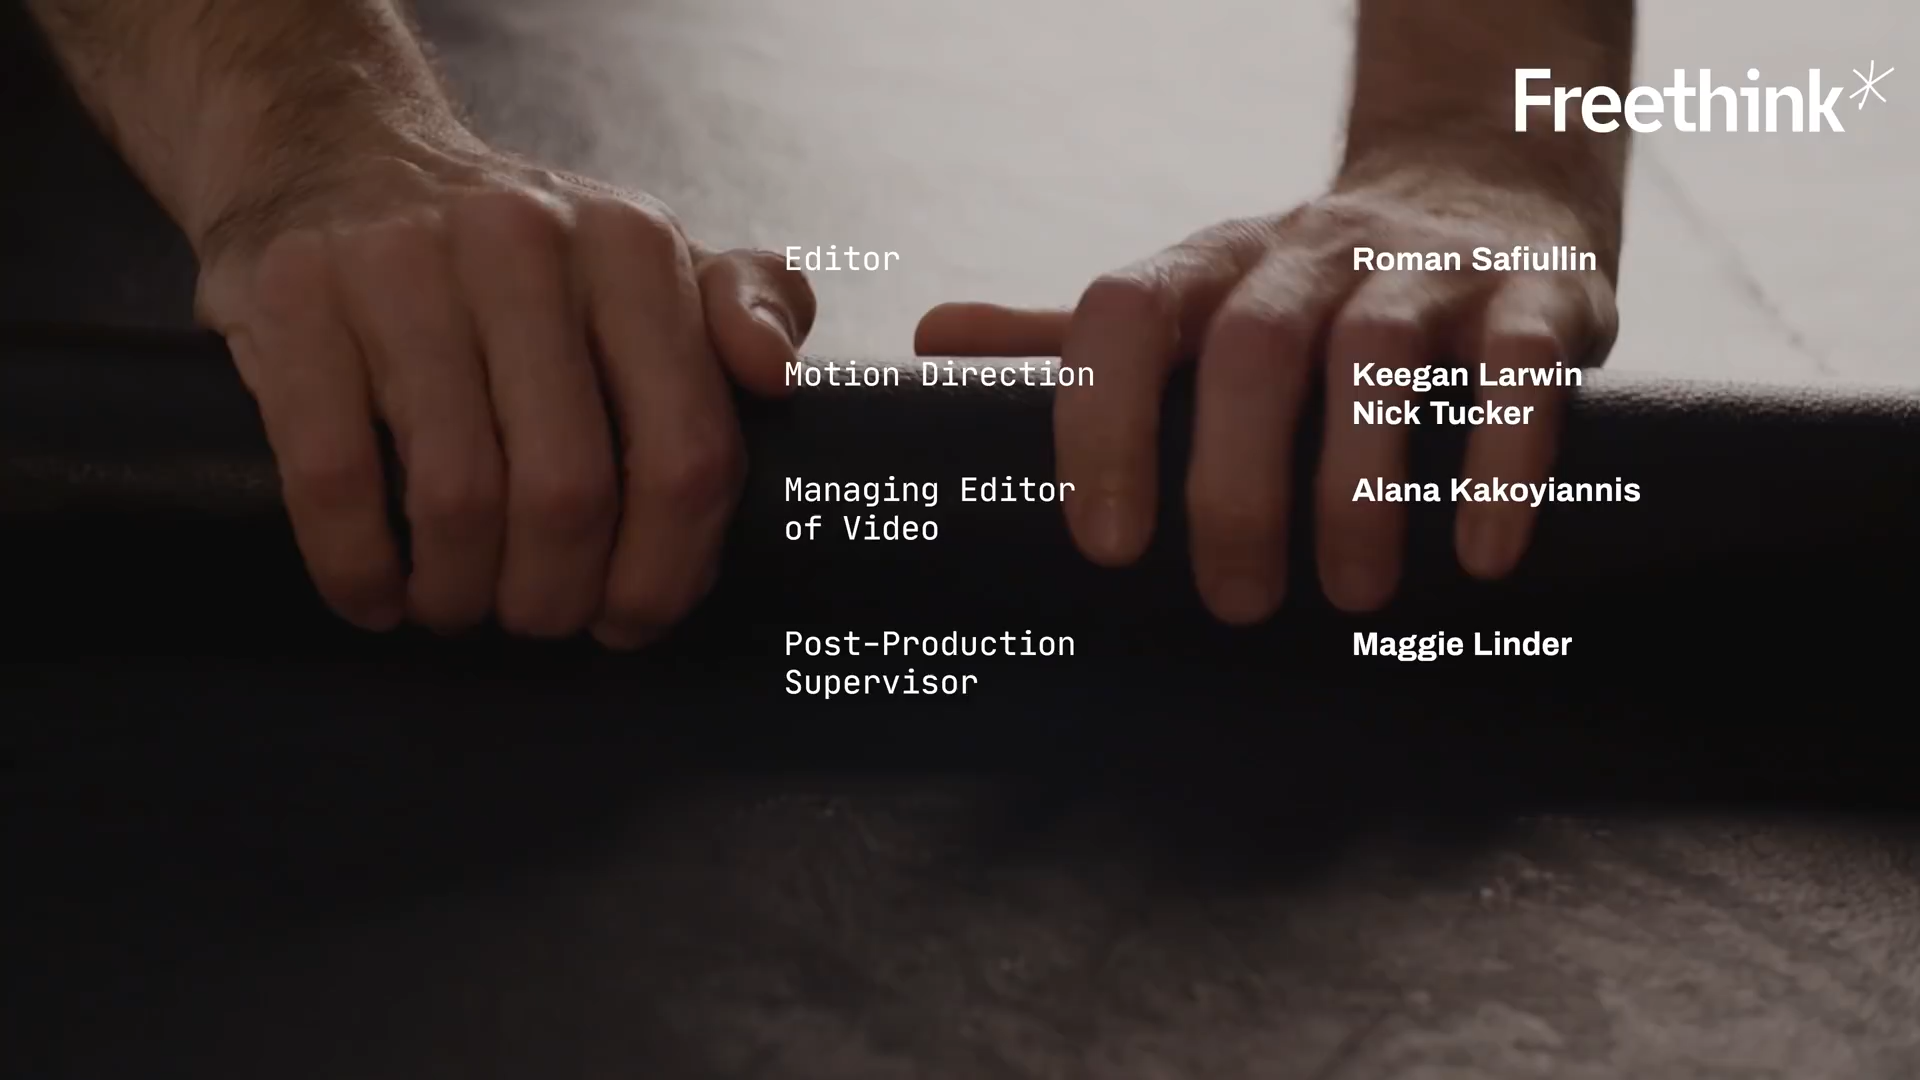 Freethink*
Editor Roman Safiullin
Motion Direction Keegan Larwin
Nick Tucker
Managing Editor Alana Kakoyiannis
of Video
Post-Production Maggie Linder
Supervisor